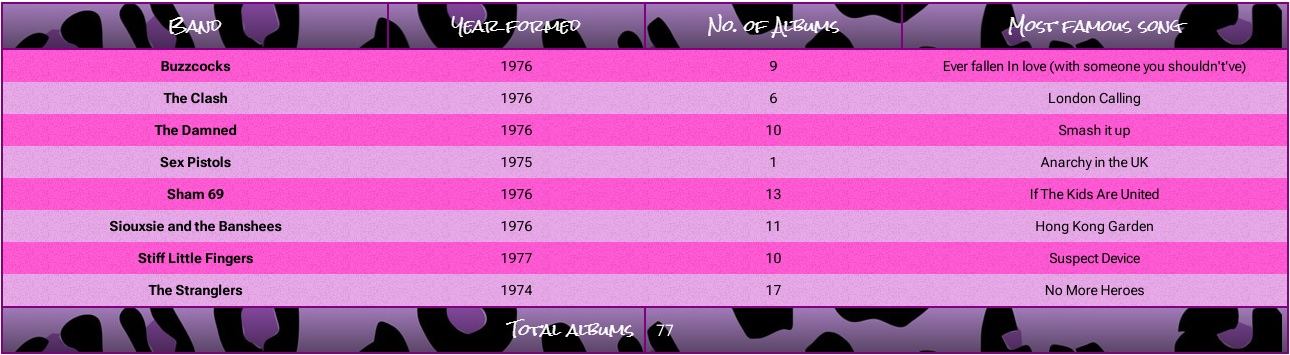 Band Year formed No. of Albums Most famous song
Buzzcocks 1976 9 Ever fallen In love (with someone you shouldn't've)
The Clash 1976 6 London Calling
The Damned 1976 10 Smash it up
Sex Pistols 1975 1 Anarchy in the UK
Sham 69 1976 13 If The Kids Are United
Siouxsie and the Banshees 1976 11 Hong Kong Garden
Stiff Little Fingers 1977 10 Suspect Device
The Stranglers 1974 17 No More Heroes
Total albums 77